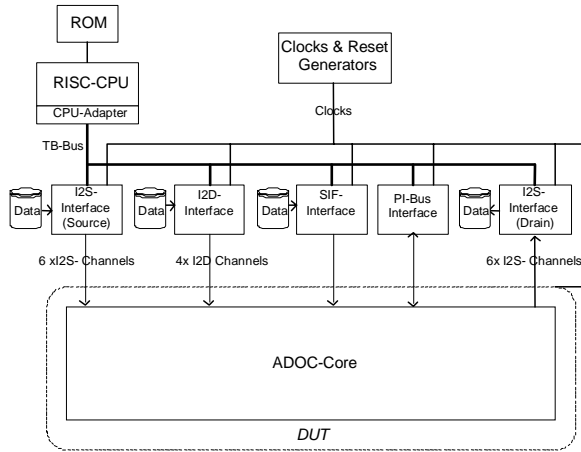 ROM
RISC-CPU
CPU-Adapter
Clocks & Reset
Generators
Clocks
TB-Bus
Data
I2S-
Interface
(Source)
Data
I2D-
Interface
Data
SIF-
Interface
PI-Bus
Interface
Data
I2S-
Interface
(Drain)
6 xI2S- Channels
4x I2D Channels
6x I2S- Channels
ADOC-Core
DUT